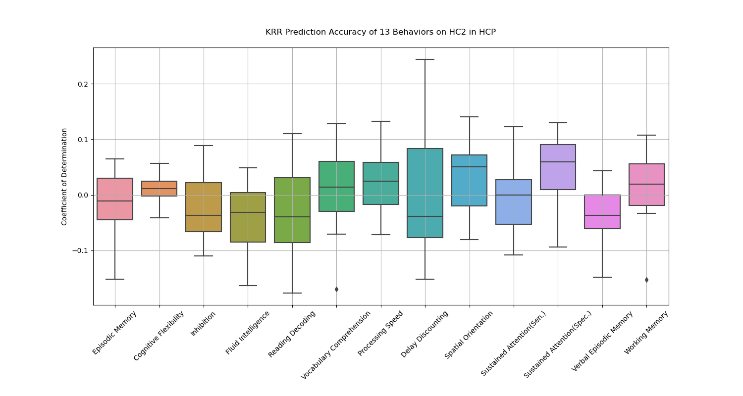 KRR Prediction Accuracy of 13 Behaviors on HC2 in HCP
Coefficient of Determination
0.2
0.1
0.0
−0.1
Episodic Memory
Cognitive Flexibility
Inhibition
Fluid Intelligence
Reading Decoding
Vocabulary Comprehension
Processing Speed
Delay Discounting
Spatial Orientation
Sustained Attention(Sen.)
Sustained Attention(Spec.)
Verbal Episodic Memory
Working Memory